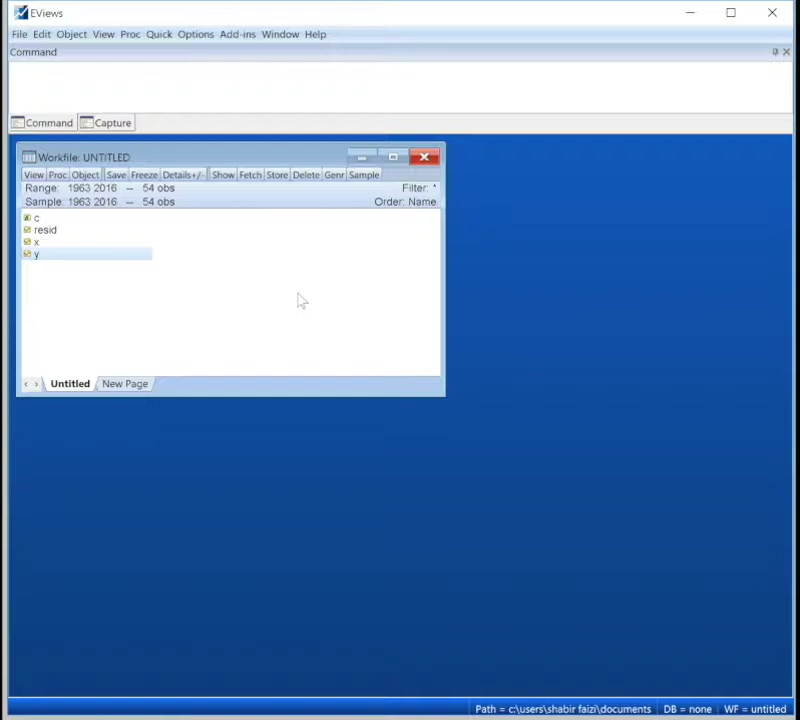 EViews
File Edit Object View Proc Quick Options Add-ins Window Help
Command
Command Capture
Workfile: UNTITLED
View Proc Object Save Freeze Details+/- Show Fetch Store Delete Genr Sample
Range: 1963 2016 -- 54 obs Filter: *
Sample: 1963 2016 -- 54 obs Order: Name
c
resid
x
y
Untitled New Page
Path = c:\users\shabir faizi\documents DB = none WF = untitled